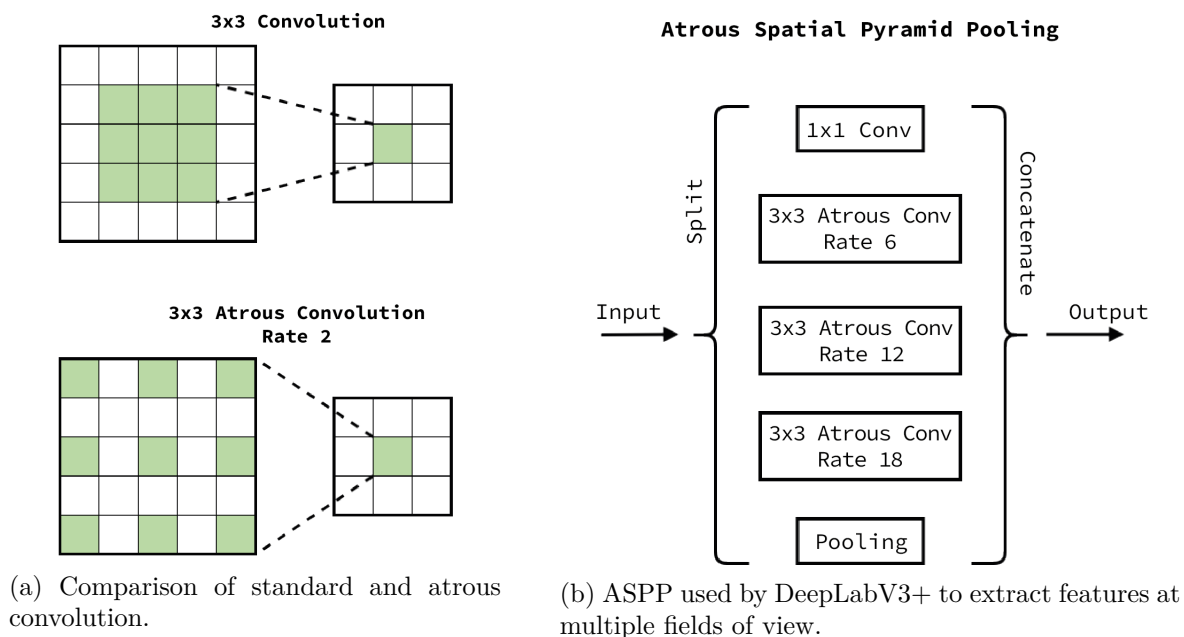 3x3 Convolution
3x3 Atrous Convolution
Rate 2
(a) Comparison of standard and atrous
convolution.
Atrous Spatial Pyramid Pooling
Input
Split
1x1 Conv
3x3 Atrous Conv
Rate 6
3x3 Atrous Conv
Rate 12
3x3 Atrous Conv
Rate 18
Pooling
Concatenate
Output
(b) ASPP used by DeepLabV3+ to extract features at
multiple fields of view.